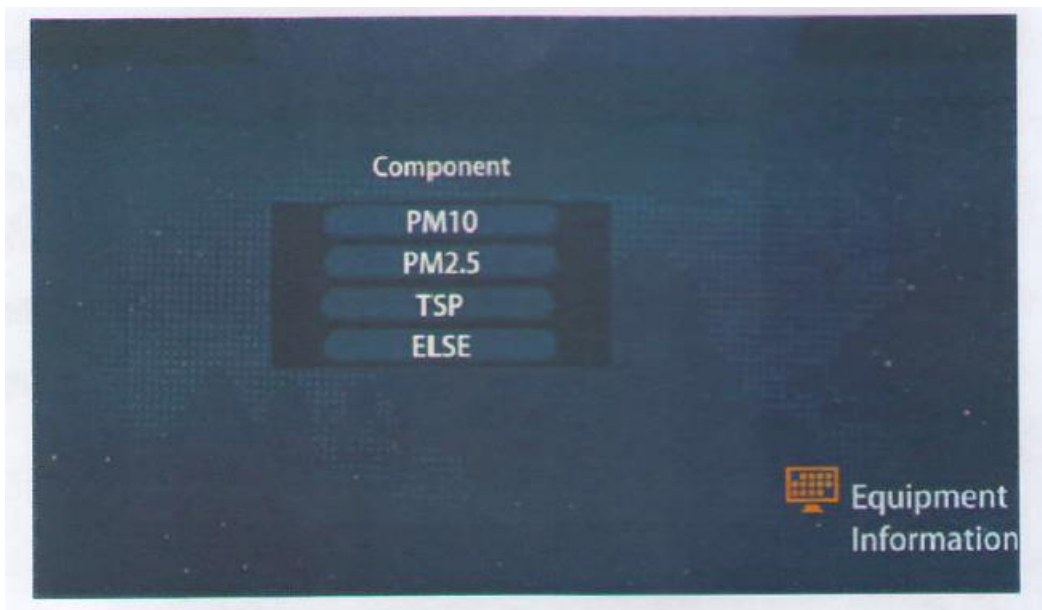 Component
PM10
PM2.5
TSP
ELSE
Equipment
Information